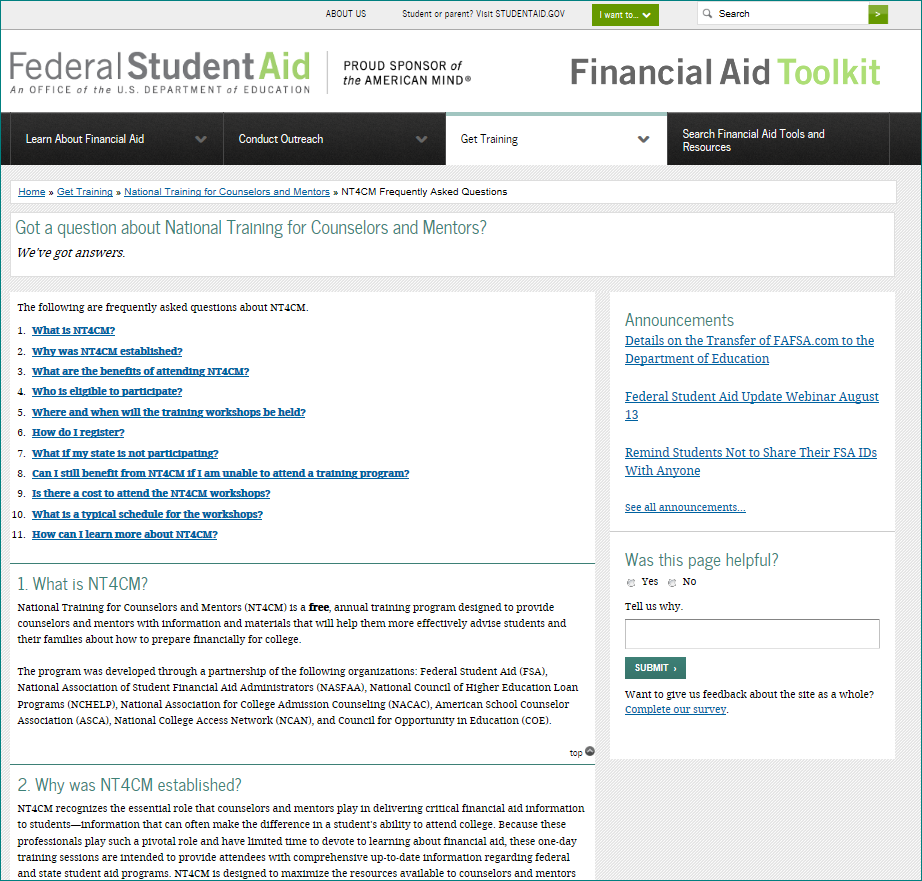 ABOUT US
Student or parent? Visit STUDENTAID.GOV
I want to...
Search
>
Federal Student Aid
An OFFICE of the U.S. DEPARTMENT of EDUCATION
PROUD SPONSOR of
the AMERICAN MIND®
Financial Aid Toolkit
Learn About Financial Aid
Conduct Outreach
Get Training
Search Financial Aid Tools and
Resources
Home » Get Training » National Training for Counselors and Mentors » NT4CM Frequently Asked Questions
Got a question about National Training for Counselors and Mentors?
We've got answers.
The following are frequently asked questions about NT4CM.
1. What is NT4CM?
2. Why was NT4CM established?
3. What are the benefits of attending NT4CM?
4. Who is eligible to participate?
5. Where and when will the training workshops be held?
6. How do I register?
7. What if my state is not participating?
8. Can I still benefit from NT4CM if I am unable to attend a training program?
9. Is there a cost to attend the NT4CM workshops?
10. What is a typical schedule for the workshops?
11. How can I learn more about NT4CM?
1. What is NT4CM?
National Training for Counselors and Mentors (NT4CM) is a free, annual training program designed to provide
counselors and mentors with information and materials that will help them more effectively advise students and
their families about how to prepare financially for college.
The program was developed through a partnership of the following organizations: Federal Student Aid (FSA),
National Association of Student Financial Aid Administrators (NASFAA), National Council of Higher Education Loan
Programs (NCHELP), National Association for College Admission Counseling (NACAC), American School Counselor
Association (ASCA), National College Access Network (NCAN), and Council for Opportunity in Education (COE).
top
2. Why was NT4CM established?
NT4CM recognizes the essential role that counselors and mentors play in delivering critical financial aid information
to students—information that can often make the difference in a student's ability to attend college. Because these
professionals play such a pivotal role and have limited time to devote to learning about financial aid, these one-day
training sessions are intended to provide attendees with comprehensive up-to-date information regarding federal
and state student aid programs. NT4CM is designed to maximize the resources available to counselors and mentors
Announcements
Details on the Transfer of FAFSA.com to the
Department of Education
Federal Student Aid Update Webinar August
13
Remind Students Not to Share Their FSA IDs
With Anyone
See all announcements...
Was this page helpful?
Yes No
Tell us why.
SUBMIT ›
Want to give us feedback about the site as a whole?
Complete our survey.